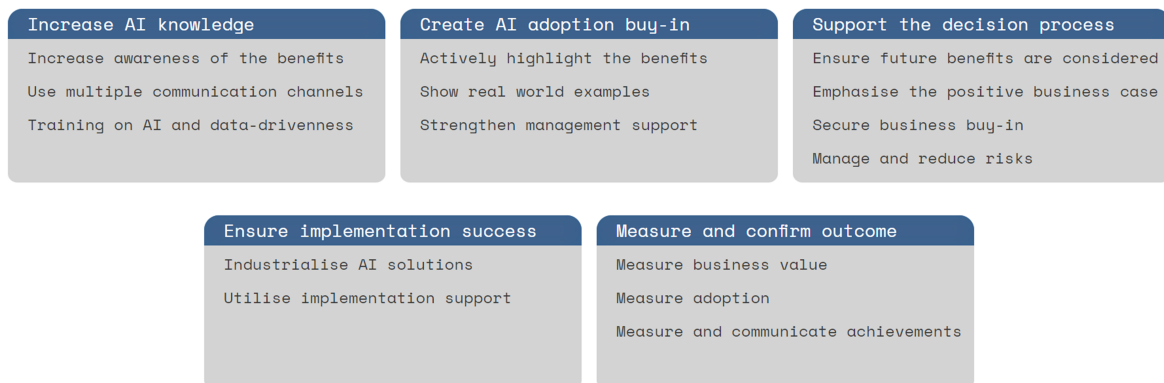 Increase AI knowledge
Increase awareness of the benefits
Use multiple communication channels
Training on AI and data-drivenness
Create AI adoption buy-in
Actively highlight the benefits
Show real world examples
Strengthen management support
Support the decision process
Ensure future benefits are considered
Emphasise the positive business case
Secure business buy-in
Manage and reduce risks
Ensure implementation success
Industrialise AI solutions
Utilise implementation support
Measure and confirm outcome
Measure business value
Measure adoption
Measure and communicate achievements